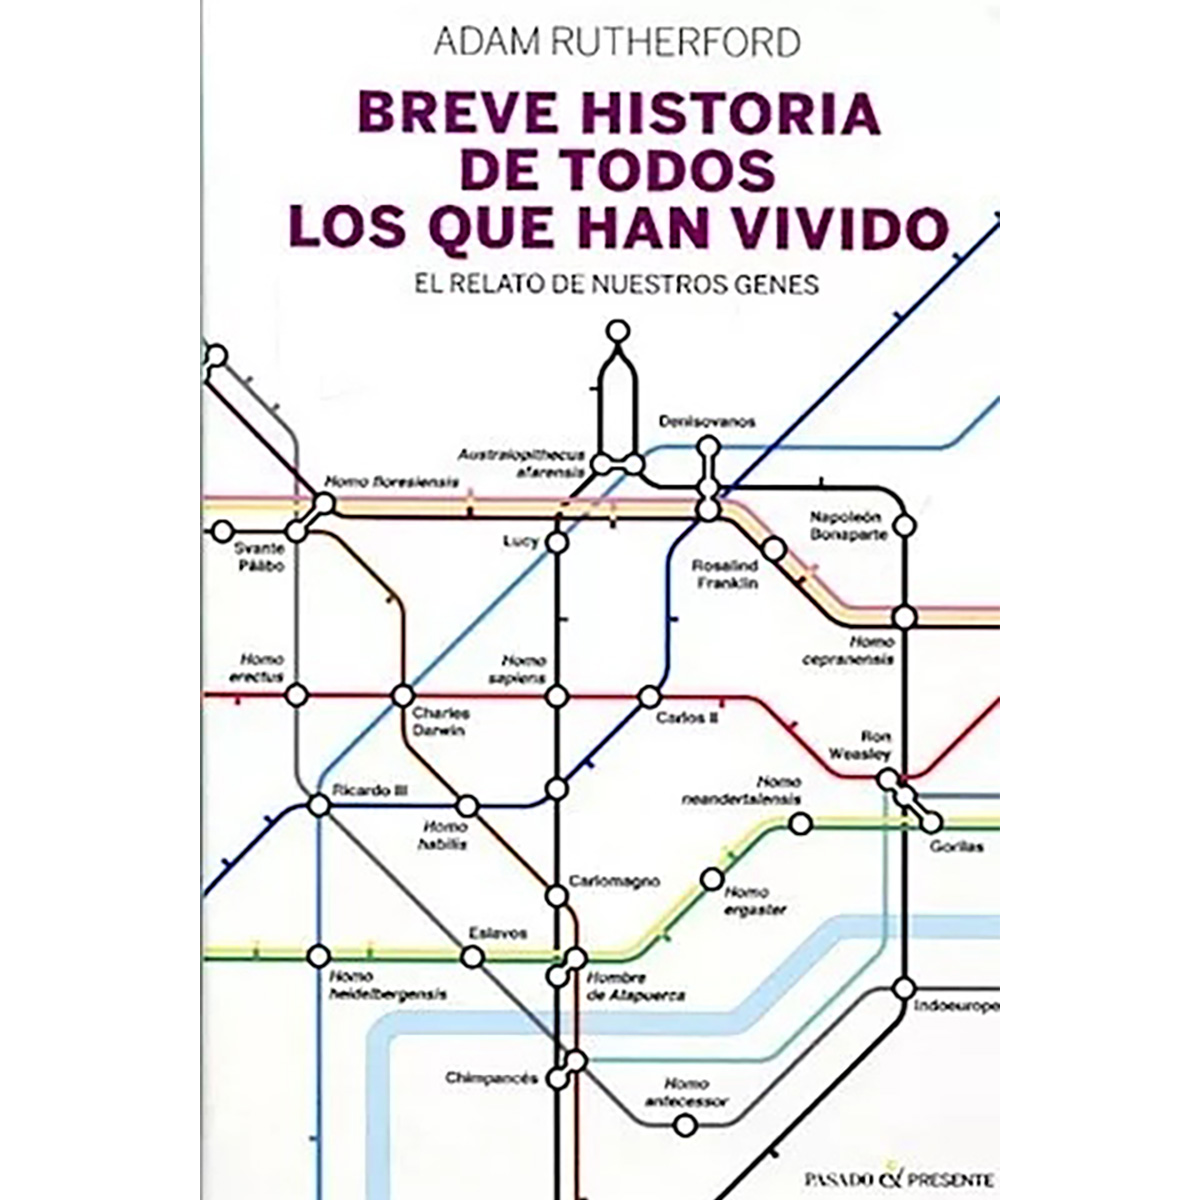 ADAM RUTHERFORD
BREVE HISTORIA
DE TODOS
LOS QUE HAN VIVIDO
EL RELATO DE NUESTROS GENES
Denisovanos
Australopithecus
afarensis
Homo floresiensis
Napoleón
Bonaparte
Lucy
Svante
Pääbo
Rosalind
Franklin
Homo
cepranensis
Homo
erectus
Homo
sapiens
Charles
Darwin
Carlos II
Ron
Weasley
Ricardo III
Homo
neandertalensis
Homo
habilis
Gorilas
Carlomagno
Homo
ergaster
Eslavos
Homo
heidelbergensis
Hombre
de Atapuerca
Indoeurope
Chimpancés
Homo
antecessor
PASADO & PRESENTE